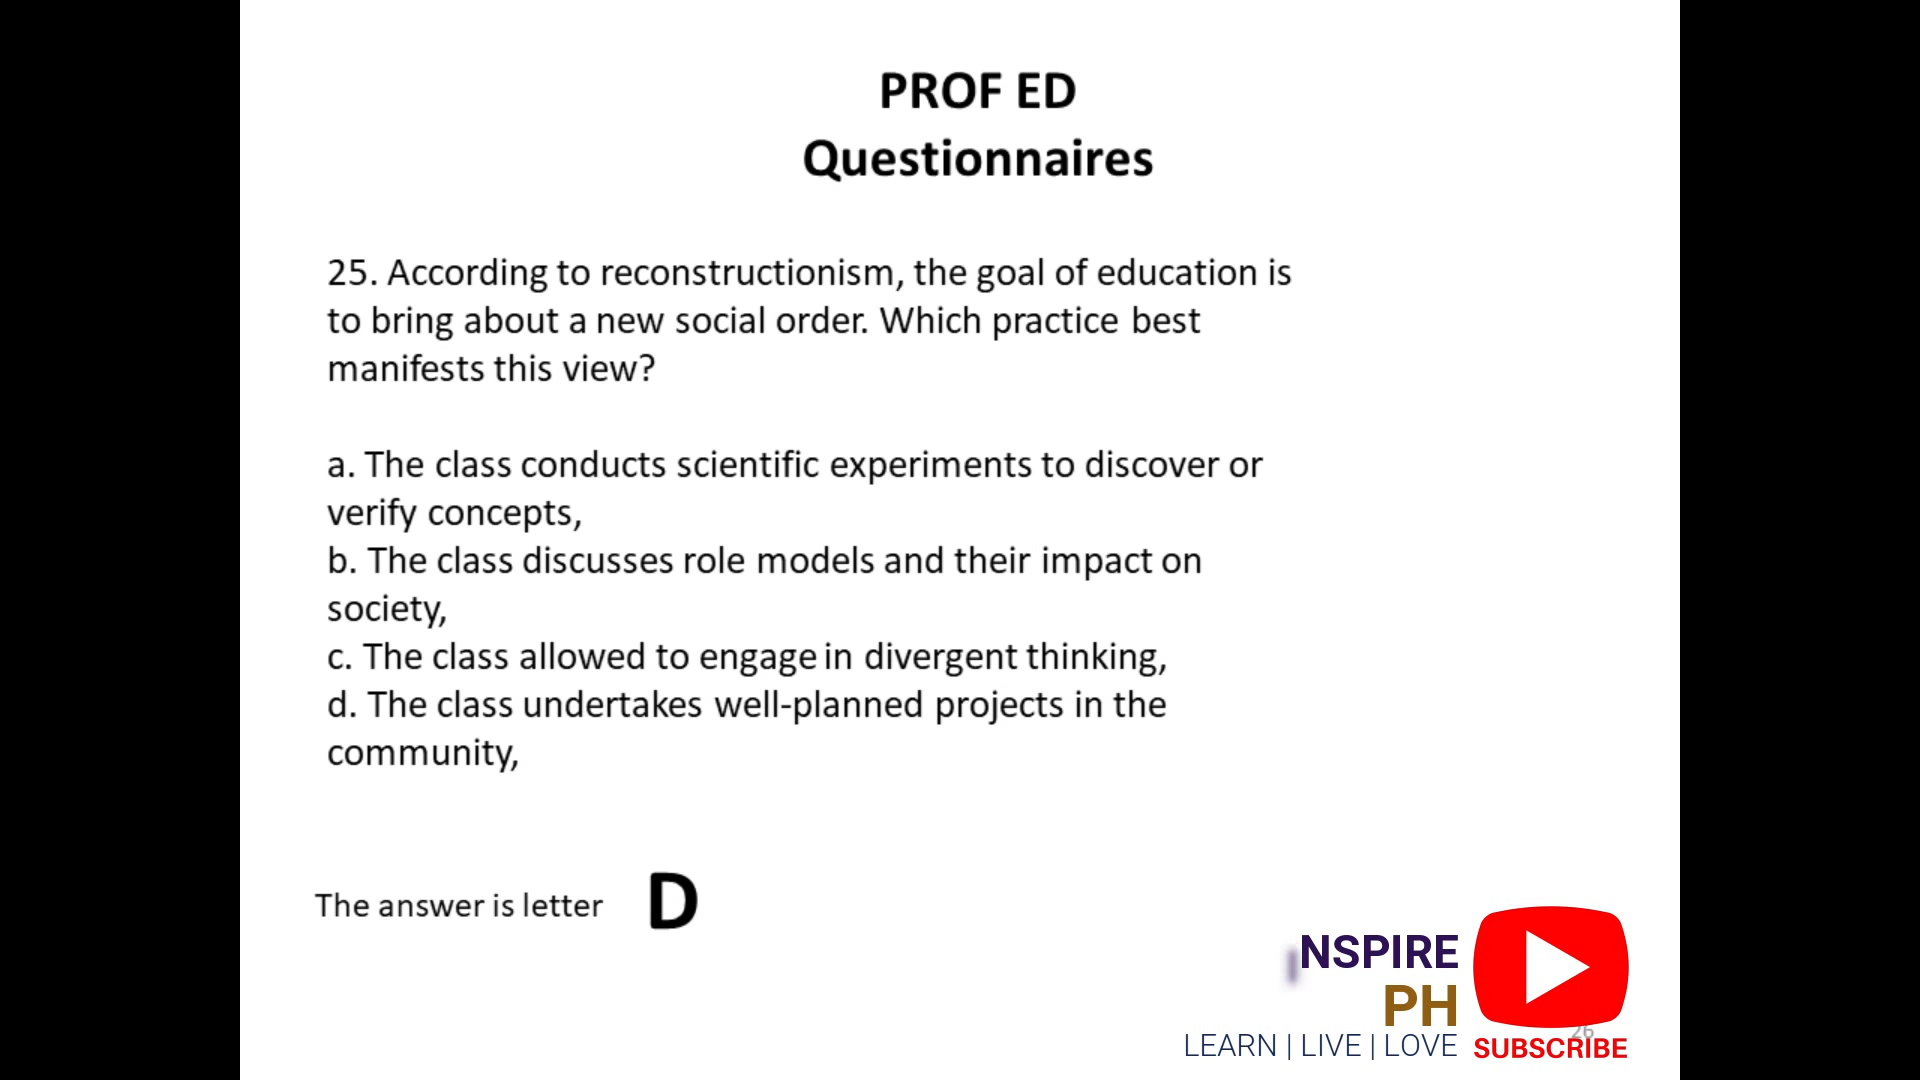 PROF ED
Questionnaires
25. According to reconstructionism, the goal of education is
to bring about a new social order. Which practice best
manifests this view?
a. The class conducts scientific experiments to discover or
verify concepts,
b. The class discusses role models and their impact on
society,
c. The class allowed to engage in divergent thinking,
d. The class undertakes well-planned projects in the
community,
The answer is letter D
INSPIRE
PH
LEARN | LIVE | LOVE
26
SUBSCRIBE